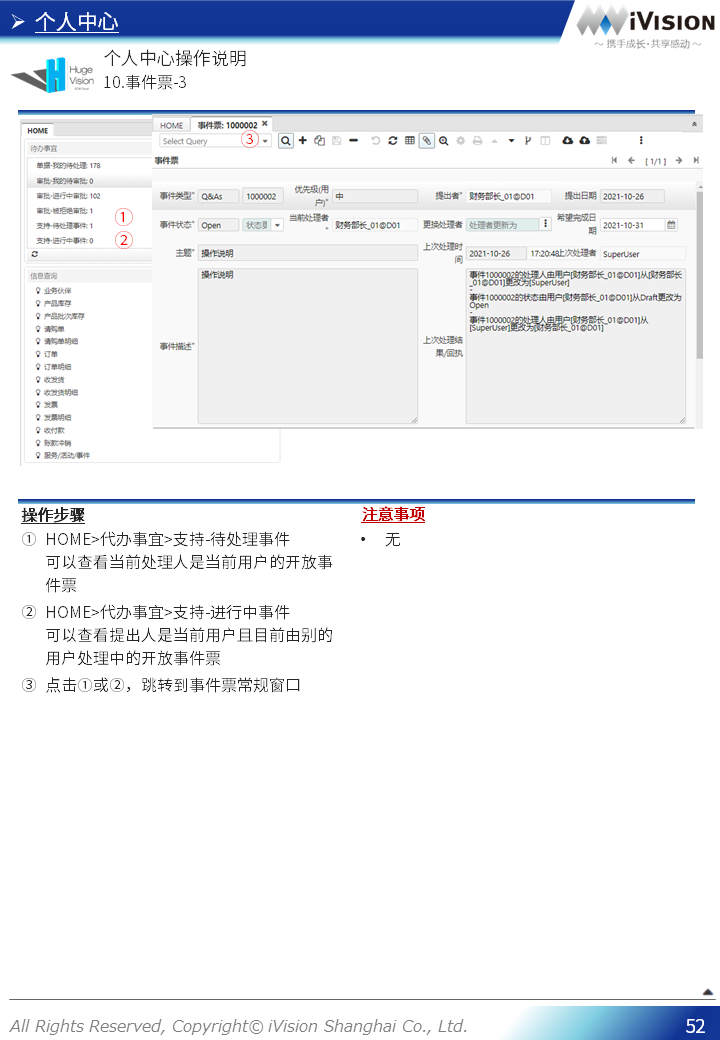 ➢ 个人中心
iVISION
～ 携手成长·共享感动 ～
Huge
Vision
个人中心操作说明
10.事件票-3
HOME
待办事宜
单据-我的待处理: 178
审批-我的待审批: 0
审批-进行中审批: 102
审批-被拒绝审批: 1
支持-待处理事件: 1
①
支持-进行中事件: 0
②
信息查询
业务伙伴
产品库存
产品批次库存
请购单
请购单明细
订单
订单明细
收发货
收发货明细
发票
发票明细
收付款
账款冲销
服务/活动/事件
HOME 事件票: 1000002 ✕
Select Query
③
事件票
[ 1/1 ]
事件类型* Q&As 1000002 优先级(用户)* 中 提出者* 财务部长_01@D01 提出日期 2021-10-26
事件状态* Open 状态更 当前处理者* 财务部长_01@D01 更换处理者 处理者更新为 希望完成日期 2021-10-31
主题* 操作说明 上次处理时间 2021-10-26 17:20:48 上次处理者 SuperUser
事件描述* 操作说明
上次处理结果/回执
事件1000002的处理人由用户[财务部长_01@D01]从[财务部长_01@D01]更改为[SuperUser]
-
事件1000002的状态由用户[财务部长_01@D01]从Draft更改为Open
-
事件1000002的处理人由用户[财务部长_01@D01]从[SuperUser]更改为[财务部长_01@D01]
操作步骤
① HOME>代办事宜>支持-待处理事件
可以查看当前处理人是当前用户的开放事
件票
② HOME>代办事宜>支持-进行中事件
可以查看提出人是当前用户且目前由别的
用户处理中的开放事件票
③ 点击①或②，跳转到事件票常规窗口
注意事项
• 无
All Rights Reserved, Copyright© iVision Shanghai Co., Ltd.
52